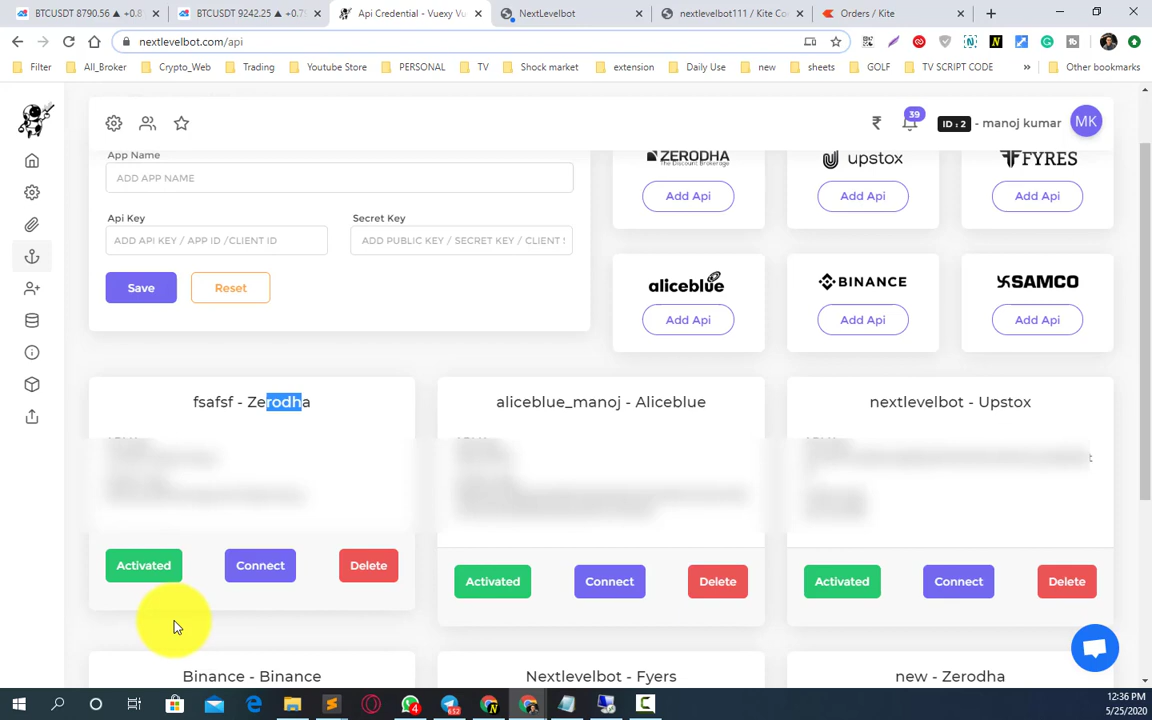 BTCUSDT 8790.56 ▲ +0.8
BTCUSDT 9242.25 ▲ +0.7
Api Credential - Vuexy Vu
NextLevelbot
nextlevelbot111 / Kite Co
Orders / Kite
nextlevelbot.com/api
Filter
All_Broker
Crypto_Web
Trading
Youtube Store
PERSONAL
TV
Shock market
extension
Daily Use
new
sheets
GOLF
TV SCRIPT CODE
»
Other bookmarks
₹
39
ID : 2 - manoj kumar
MK
App Name
ADD APP NAME
Api Key
Secret Key
ADD API KEY / APP ID /CLIENT ID
ADD PUBLIC KEY / SECRET KEY / CLIENT S
Save
Reset
ZERODHA
The Discount Brokerage
upstox
FYRES
Add Api
Add Api
Add Api
aliceblue
BINANCE
SAMCO
Add Api
Add Api
Add Api
fsafsf - Zerodha
aliceblue_manoj - Aliceblue
nextlevelbot - Upstox
Activated
Connect
Delete
Activated
Connect
Delete
Activated
Connect
Delete
Binance - Binance
Nextlevelbot - Fyers
new - Zerodha
4
612
12:36 PM
5/25/2020